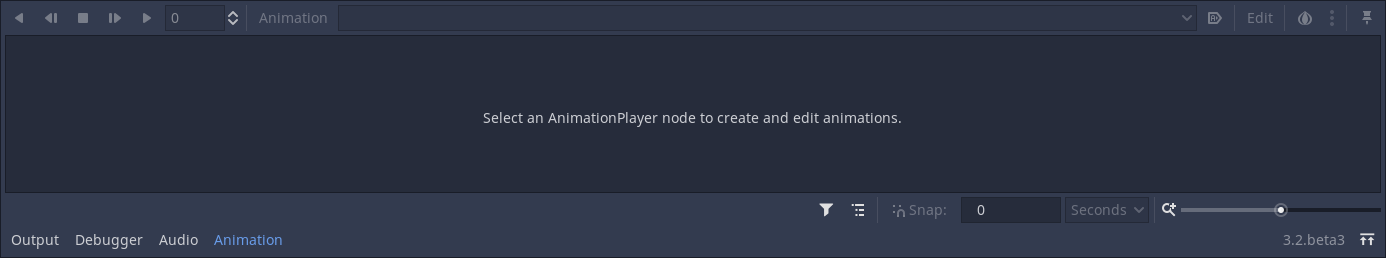 0 Animation Edit
Select an AnimationPlayer node to create and edit animations.
Snap: 0 Seconds
Output Debugger Audio Animation 3.2.beta3